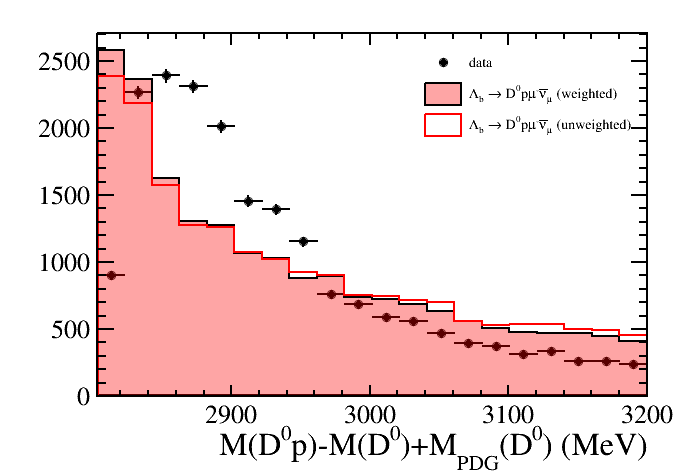 2500
2000
1500
1000
500
0
data
Λb → D⁰pμ ν̄μ (weighted)
Λb → D⁰pμ ν̄μ (unweighted)
2900 3000 3100 3200
M(D⁰p)-M(D⁰)+M_PDG(D⁰) (MeV)